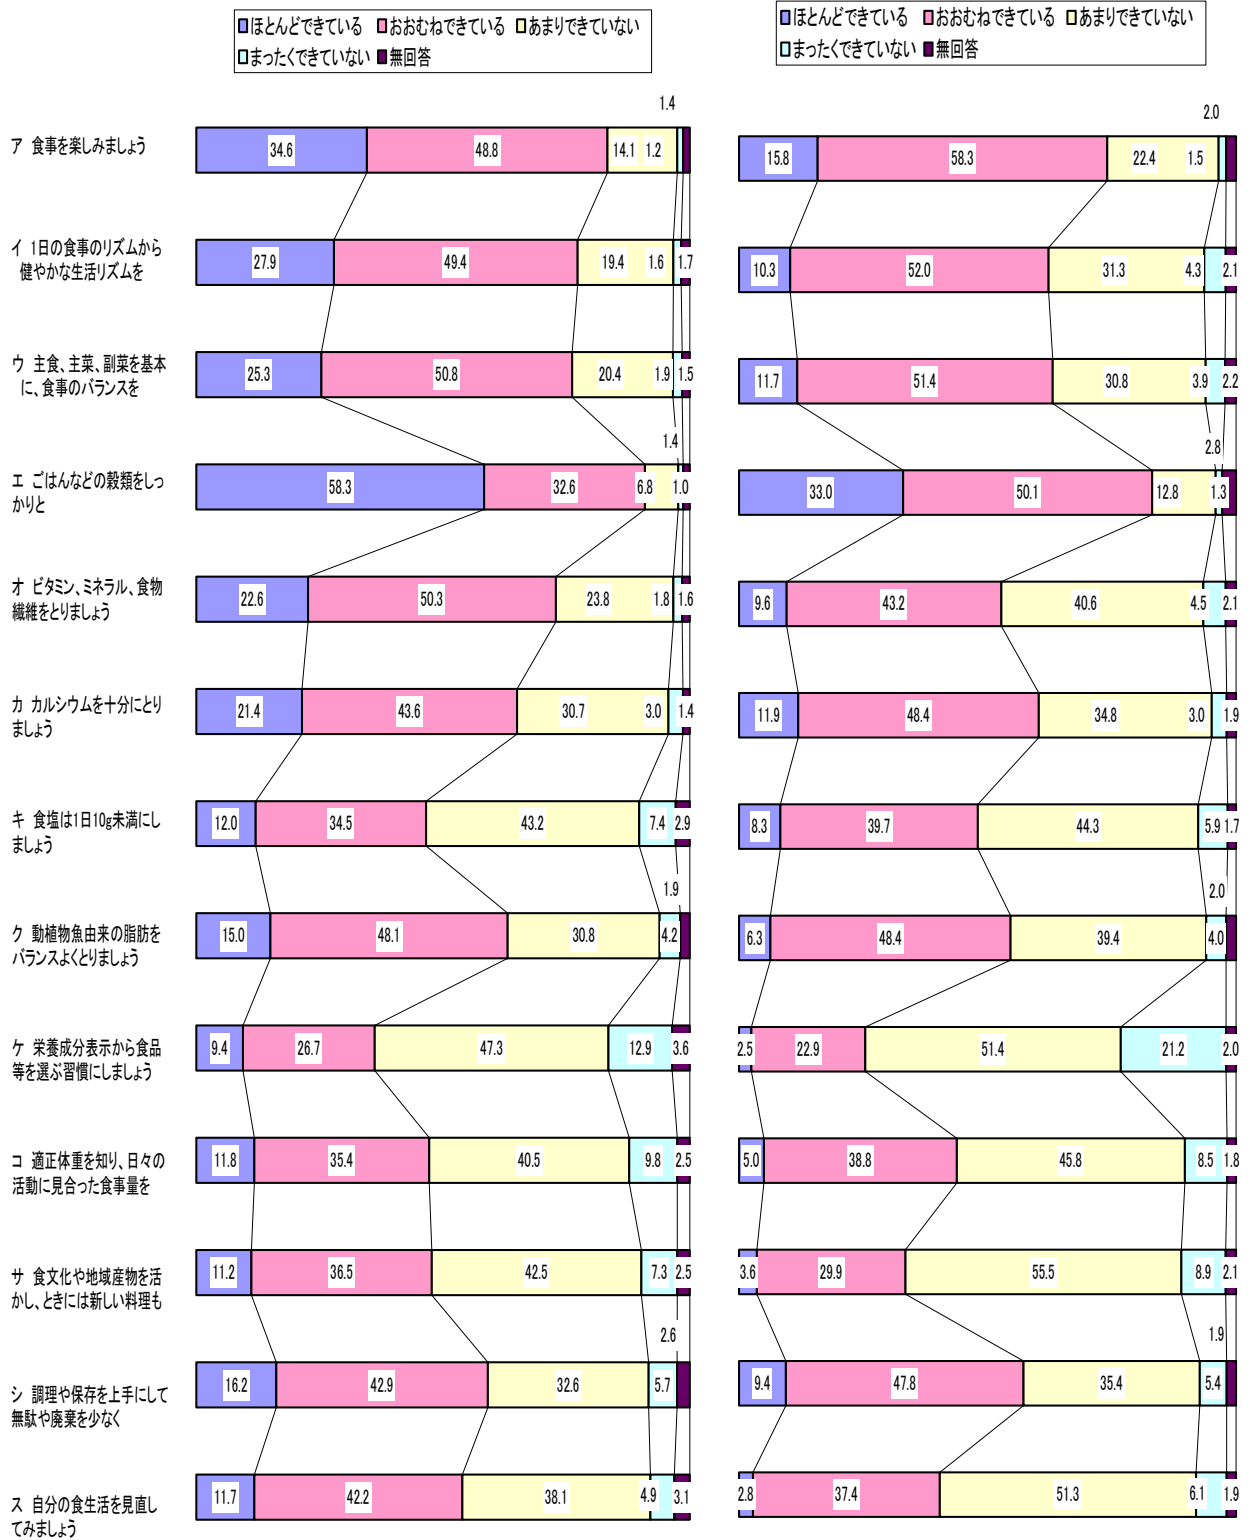 ほとんどできている おおむねできている あまりできていない
まったくできていない 無回答
ほとんどできている おおむねできている あまりできていない
まったくできていない 無回答
1.4
2.0
ア 食事を楽しみましょう
34.6 48.8 14.1 1.2
15.8 58.3 22.4 1.5
イ 1日の食事のリズムから
健やかな生活リズムを
27.9 49.4 19.4 1.6 1.7
10.3 52.0 31.3 4.3 2.1
ウ 主食、主菜、副菜を基本
に、食事のバランスを
25.3 50.8 20.4 1.9 1.5
11.7 51.4 30.8 3.9 2.2
1.4
2.8
エ ごはんなどの穀類をしっ
かりと
58.3 32.6 6.8 1.0
33.0 50.1 12.8 1.3
オ ビタミン、ミネラル、食物
繊維をとりましょう
22.6 50.3 23.8 1.8 1.6
9.6 43.2 40.6 4.5 2.1
カ カルシウムを十分にとり
ましょう
21.4 43.6 30.7 3.0 1.4
11.9 48.4 34.8 3.0 1.9
キ 食塩は1日10g未満にし
ましょう
12.0 34.5 43.2 7.4 2.9
8.3 39.7 44.3 5.9 1.7
1.9
2.0
ク 動植物魚由来の脂肪を
バランスよくとりましょう
15.0 48.1 30.8 4.2
6.3 48.4 39.4 4.0
ケ 栄養成分表示から食品
等を選ぶ習慣にしましょう
9.4 26.7 47.3 12.9 3.6
2.5 22.9 51.4 21.2 2.0
コ 適正体重を知り、日々の
活動に見合った食事量を
11.8 35.4 40.5 9.8 2.5
5.0 38.8 45.8 8.5 1.8
サ 食文化や地域産物を活
かし、ときには新しい料理も
11.2 36.5 42.5 7.3 2.5
3.6 29.9 55.5 8.9 2.1
2.6
1.9
シ 調理や保存を上手にして
無駄や廃棄を少なく
16.2 42.9 32.6 5.7
9.4 47.8 35.4 5.4
ス 自分の食生活を見直し
てみましょう
11.7 42.2 38.1 4.9 3.1
2.8 37.4 51.3 6.1 1.9